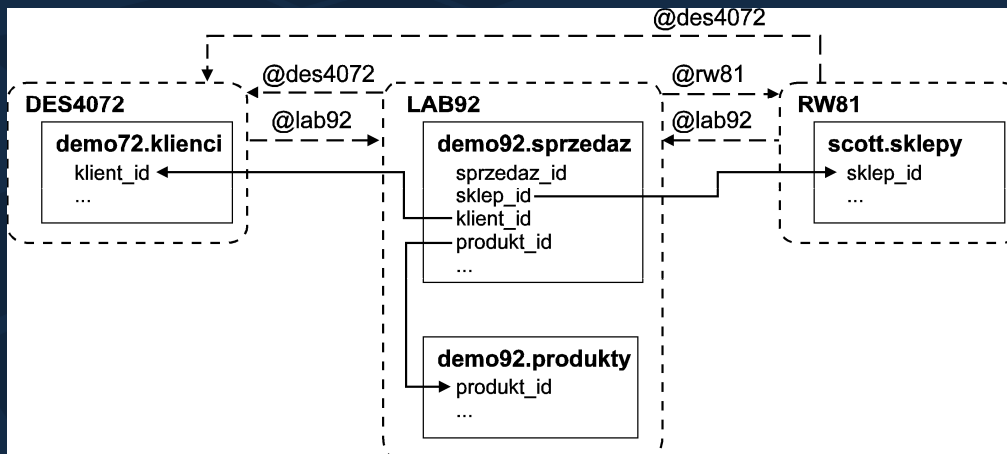 @des4072
@des4072
@lab92
@rw81
@lab92
DES4072
demo72.klienci
klient_id
...
LAB92
demo92.sprzedaz
sprzedaz_id
sklep_id
klient_id
produkt_id
...
demo92.produkty
produkt_id
...
RW81
scott.sklepy
sklep_id
...